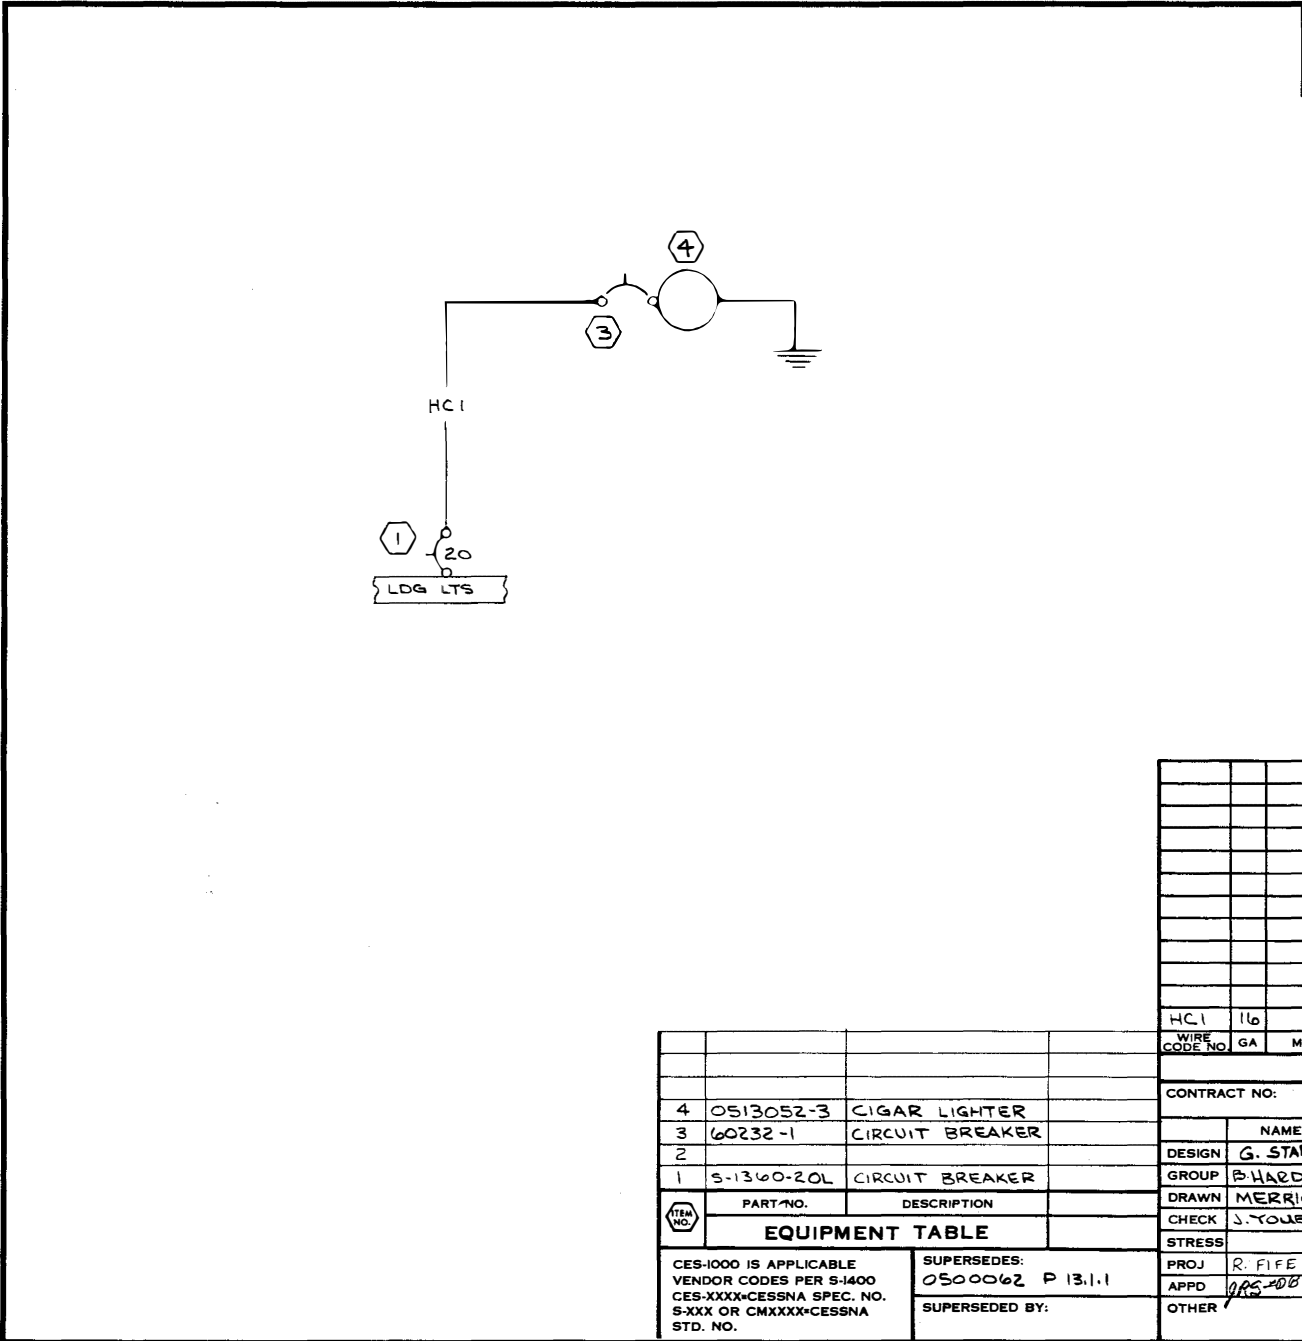 4
3
HC1
1
20
LDG LTS
HC1 16
WIRE CODE NO. GA M
4 0513052-3 CIGAR LIGHTER
3 60232-1 CIRCUIT BREAKER
2
1 S-1360-20L CIRCUIT BREAKER
ITEM NO. PART NO. DESCRIPTION
EQUIPMENT TABLE
CES-1000 IS APPLICABLE
VENDOR CODES PER S-1400
CES-XXXX=CESSNA SPEC. NO.
S-XXX OR CMXXXX=CESSNA
STD. NO.
SUPERSEDES:
0500062 P 13.1.1
SUPERSEDED BY:
CONTRACT NO:
NAME
DESIGN G. STA
GROUP B. HARD
DRAWN MERRI
CHECK
STRESS
PROJ R. FIFE
APPD
OTHER